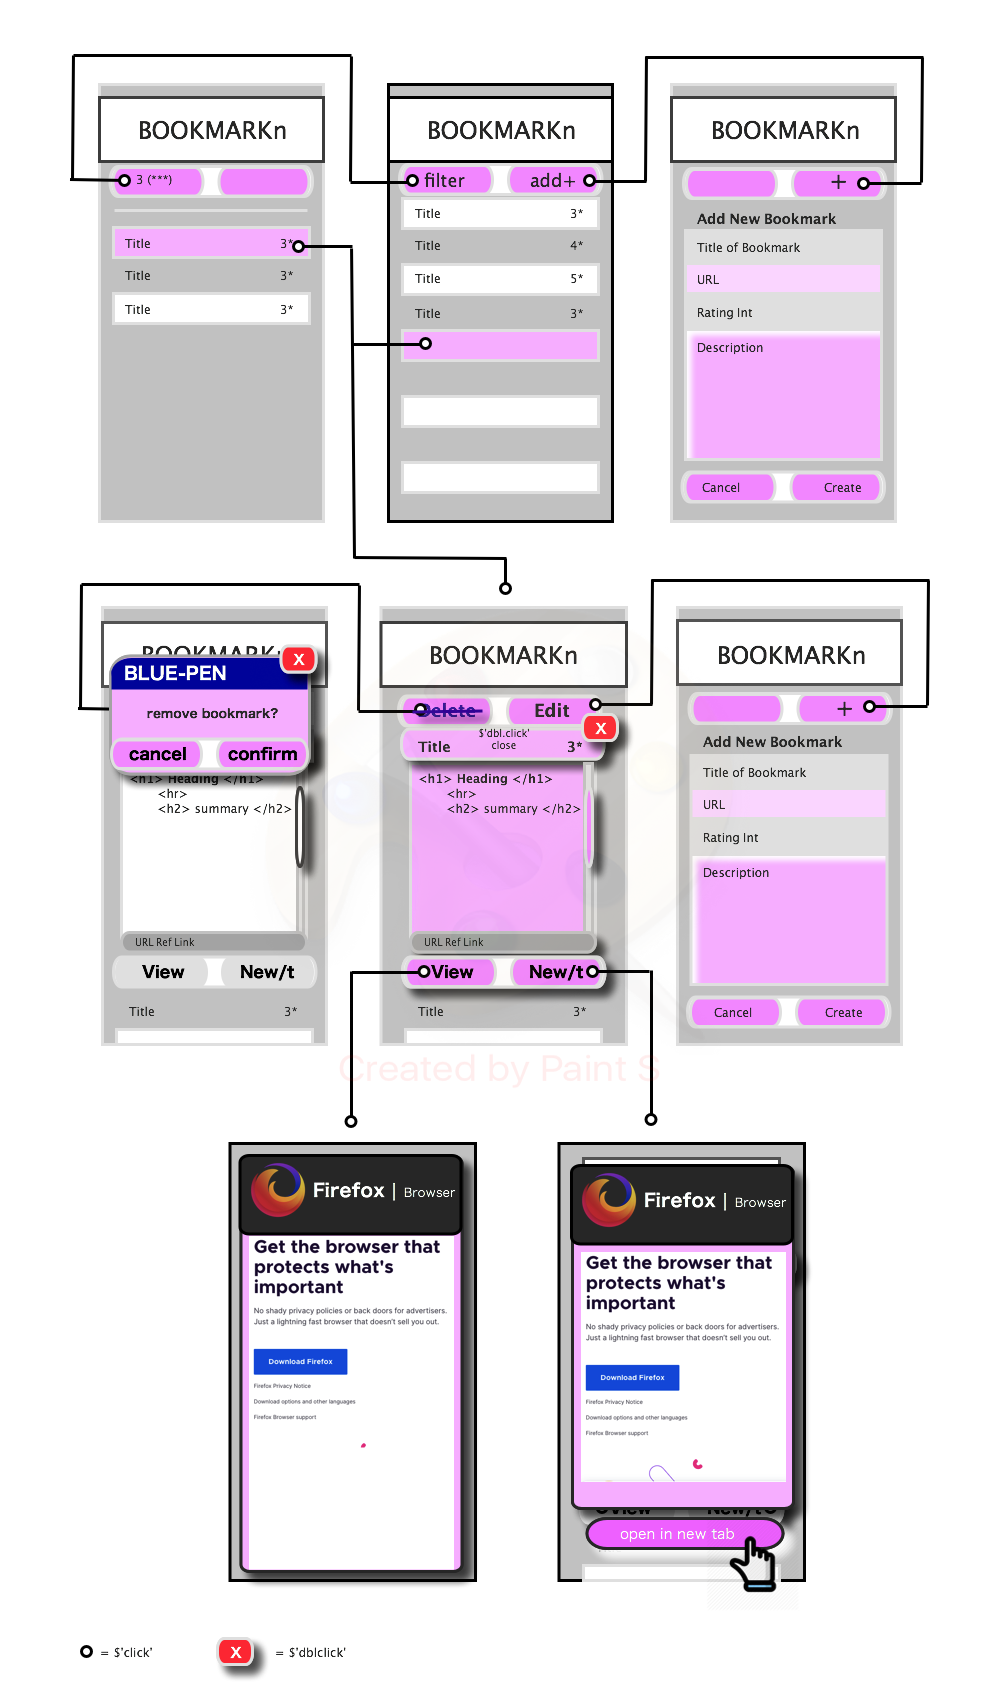 BOOKMARKn
3 (***)
Title 3*
Title 3*
Title 3*
BOOKMARKn
filter add+
Title 3*
Title 4*
Title 5*
Title 3*
BOOKMARKn
+
Add New Bookmark
Title of Bookmark
URL
Rating Int
Description
Cancel Create
BOOKMARKn
BLUE-PEN X
remove bookmark?
cancel confirm
<h1> Heading </h1>
<hr>
<h2> summary </h2>
URL Ref Link
View New/t
Title 3*
BOOKMARKn
Delete Edit
X
$'dbl.click'
close
Title 3*
<h1> Heading </h1>
<hr>
<h2> summary </h2>
URL Ref Link
View New/t
Title 3*
BOOKMARKn
+
Add New Bookmark
Title of Bookmark
URL
Rating Int
Description
Cancel Create
Created by Paint S
Firefox | Browser
Get the browser that
protects what's
important
No shady privacy policies or back doors for advertisers.
Just a lightning fast browser that doesn't sell you out.
Download Firefox
Firefox Privacy Notice
Download options and other languages
Firefox Browser support
Firefox | Browser
Get the browser that
protects what's
important
No shady privacy policies or back doors for advertisers.
Just a lightning fast browser that doesn't sell you out.
Download Firefox
Firefox Privacy Notice
Download options and other languages
Firefox Browser support
View New/t
open in new tab
= $'click'
X = $'dblclick'